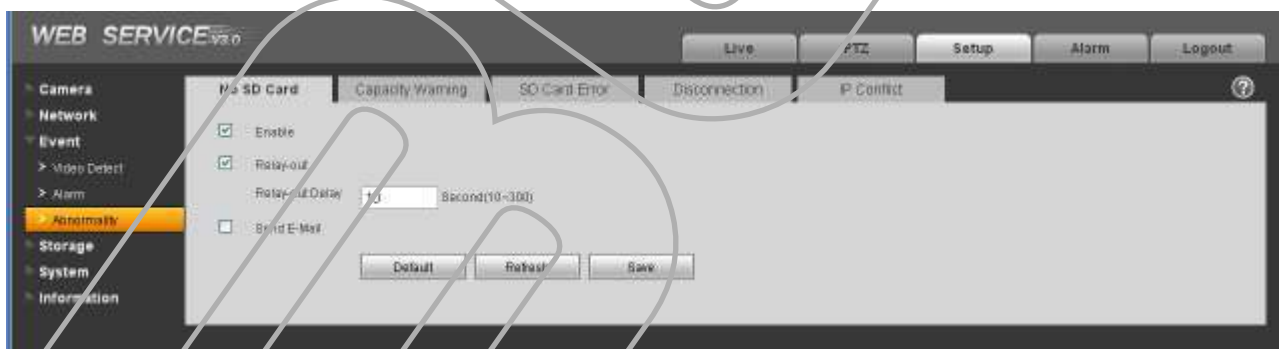 WEB SERVICE V3.0
Live PTZ Setup Alarm Logout
No SD Card Capacity Warning SD Card Error Disconnection IP Conflict
Camera
Network
Event
Video Detect
Alarm
Abnormality
Storage
System
Information
Enable
Relay-out
Relay-out Delay 10 Second(10~300)
Send E-Mail
Default Refresh Save